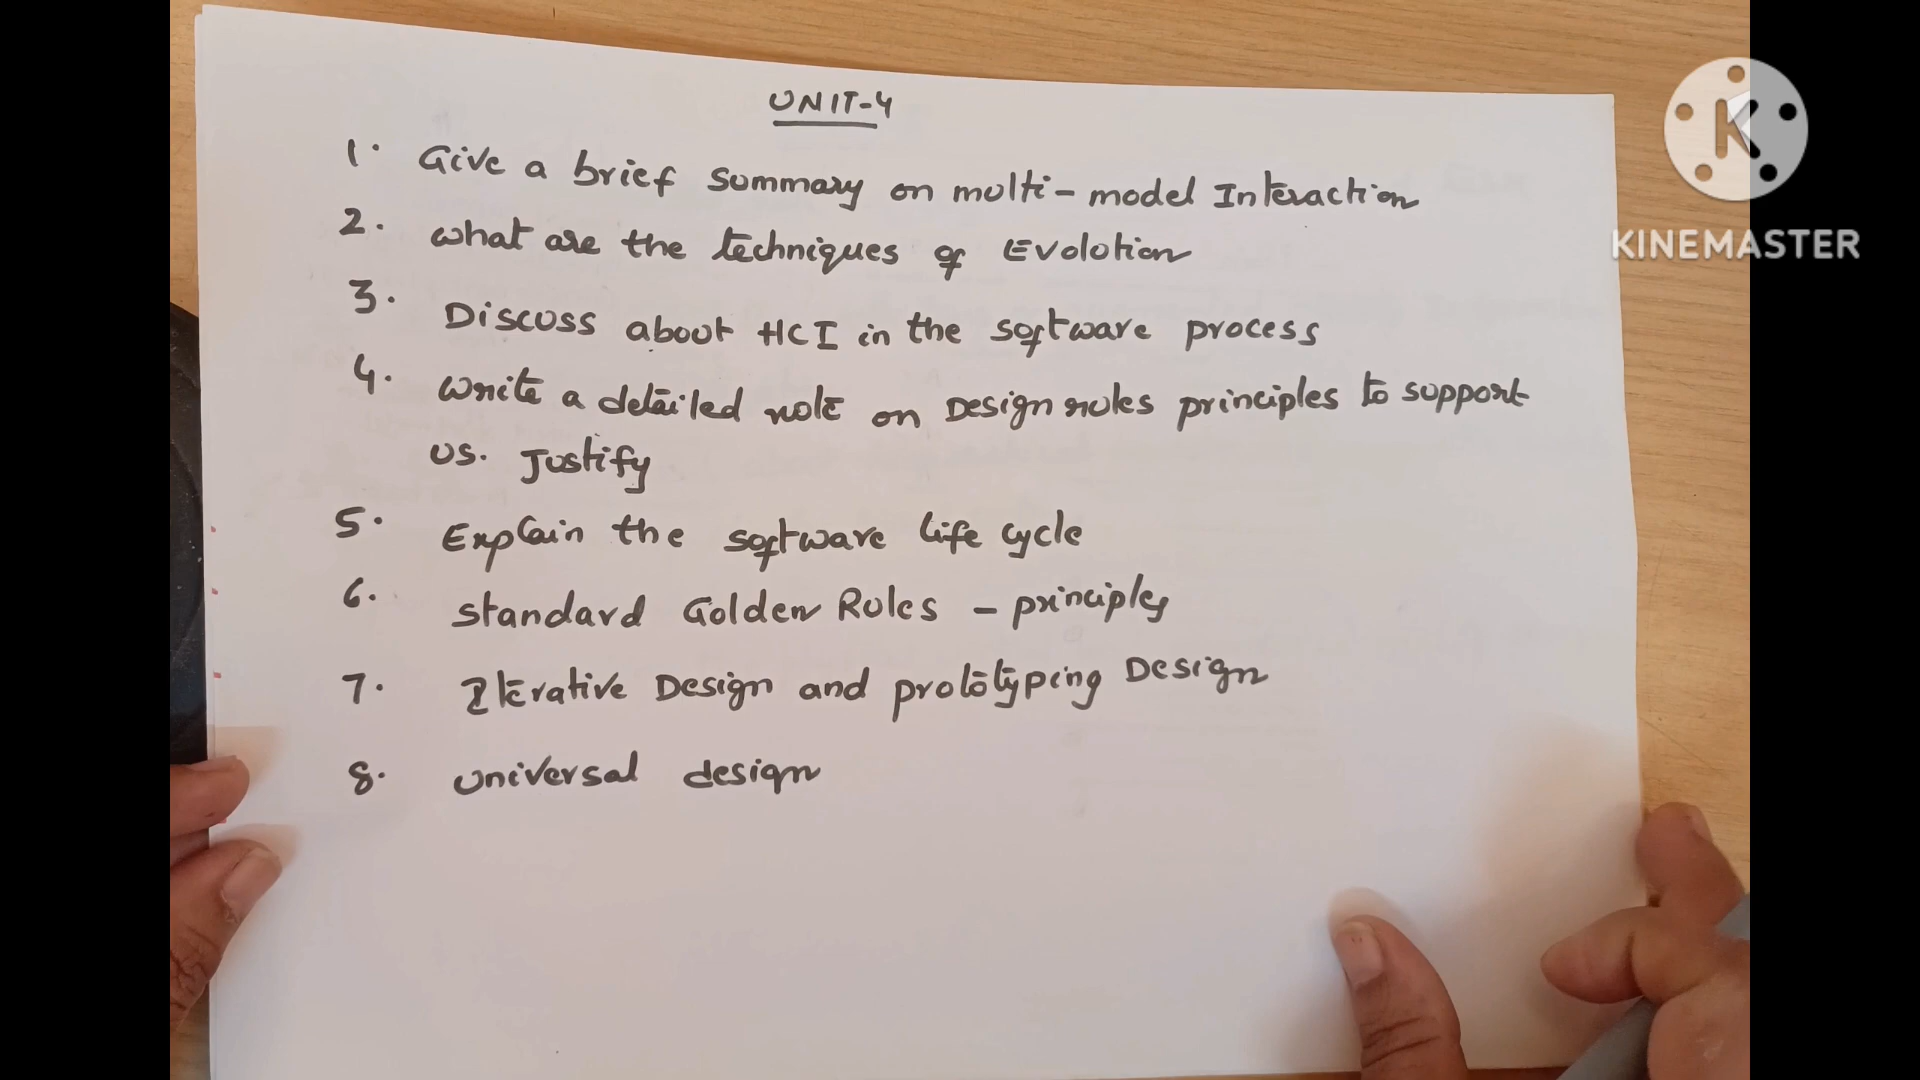 UNIT-4
1. Give a brief summary on multi-model Interaction
2. what are the techniques of Evolotion
3. Discuss about HCI in the software process
4. write a detailed note on Design rules principles to support
us. Justify
5. Explain the software life cycle
6. standard Golden Rules - principles
7. Iterative Design and prototyping Design
8. universal design
KINEMASTER